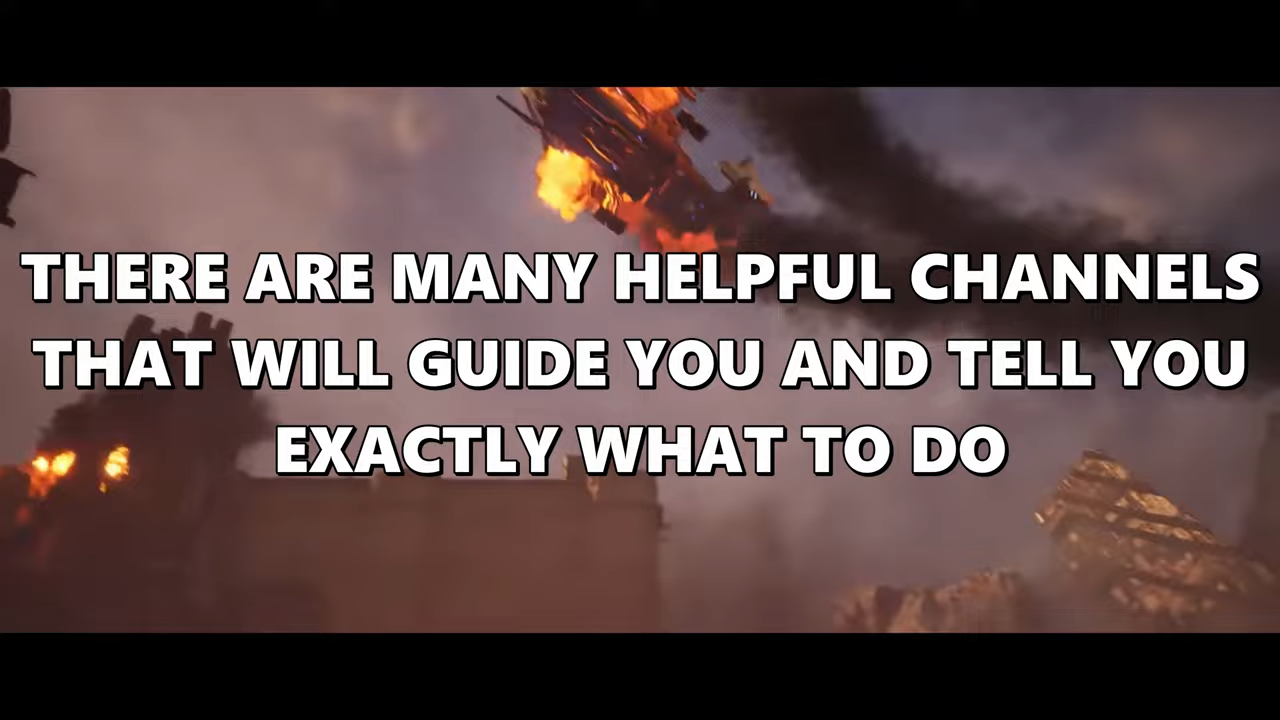 THERE ARE MANY HELPFUL CHANNELS
THAT WILL GUIDE YOU AND TELL YOU
EXACTLY WHAT TO DO